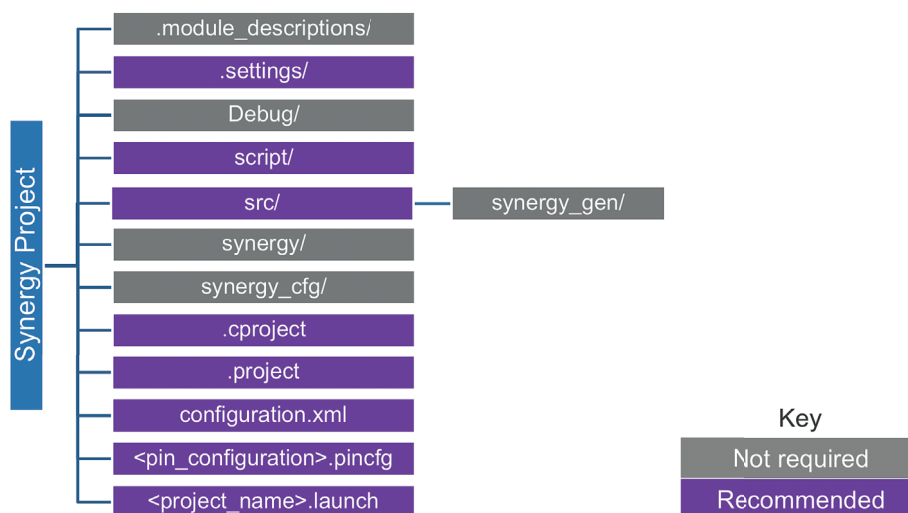 Synergy Project
.module_descriptions/
.settings/
Debug/
script/
src/
synergy_gen/
synergy/
synergy_cfg/
.cproject
.project
configuration.xml
<pin_configuration>.pincfg
<project_name>.launch
Key
Not required
Recommended